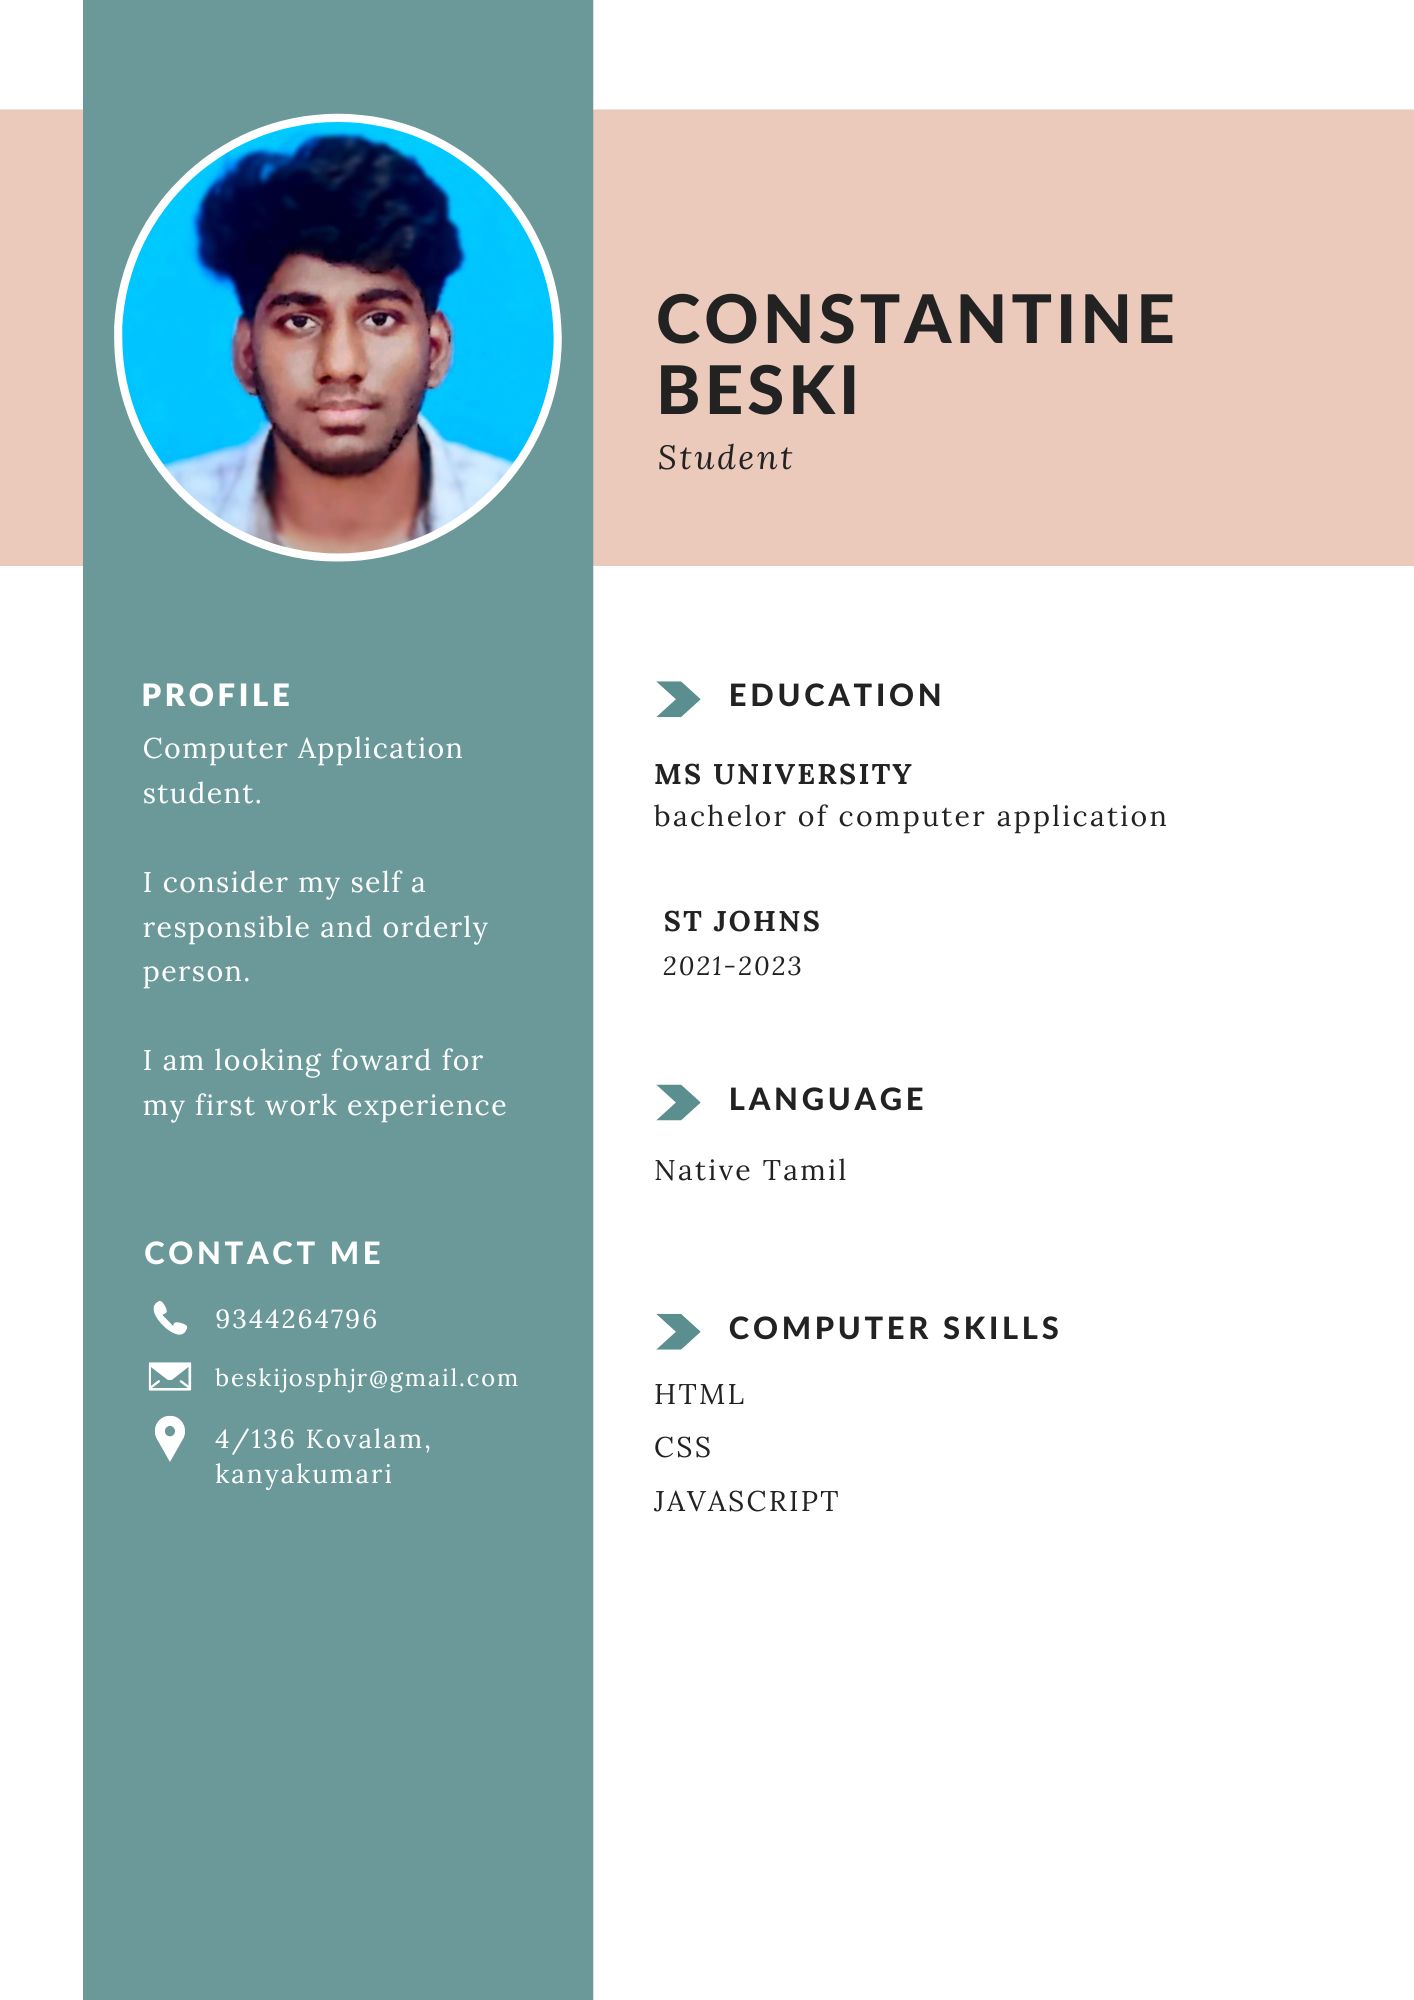 CONSTANTINE
BESKI
Student
PROFILE
Computer Application
student.
I consider my self a
responsible and orderly
person.
I am looking foward for
my first work experience
CONTACT ME
9344264796
beskijosphjr@gmail.com
4/136 Kovalam,
kanyakumari
EDUCATION
MS UNIVERSITY
bachelor of computer application
ST JOHNS
2021-2023
LANGUAGE
Native Tamil
COMPUTER SKILLS
HTML
CSS
JAVASCRIPT